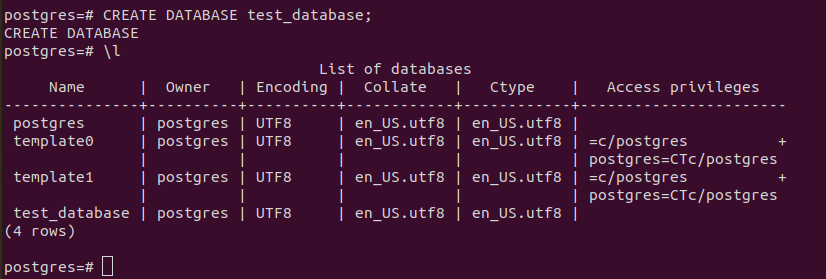 postgres=# CREATE DATABASE test_database;
CREATE DATABASE
postgres=# \l
                                   List of databases
     Name      |  Owner   | Encoding |  Collate   |   Ctype    |   Access privileges
---------------+----------+----------+------------+------------+-----------------------
 postgres      | postgres | UTF8     | en_US.utf8 | en_US.utf8 |
 template0     | postgres | UTF8     | en_US.utf8 | en_US.utf8 | =c/postgres          +
               |          |          |            |            | postgres=CTc/postgres
 template1     | postgres | UTF8     | en_US.utf8 | en_US.utf8 | =c/postgres          +
               |          |          |            |            | postgres=CTc/postgres
 test_database | postgres | UTF8     | en_US.utf8 | en_US.utf8 |
(4 rows)

postgres=#